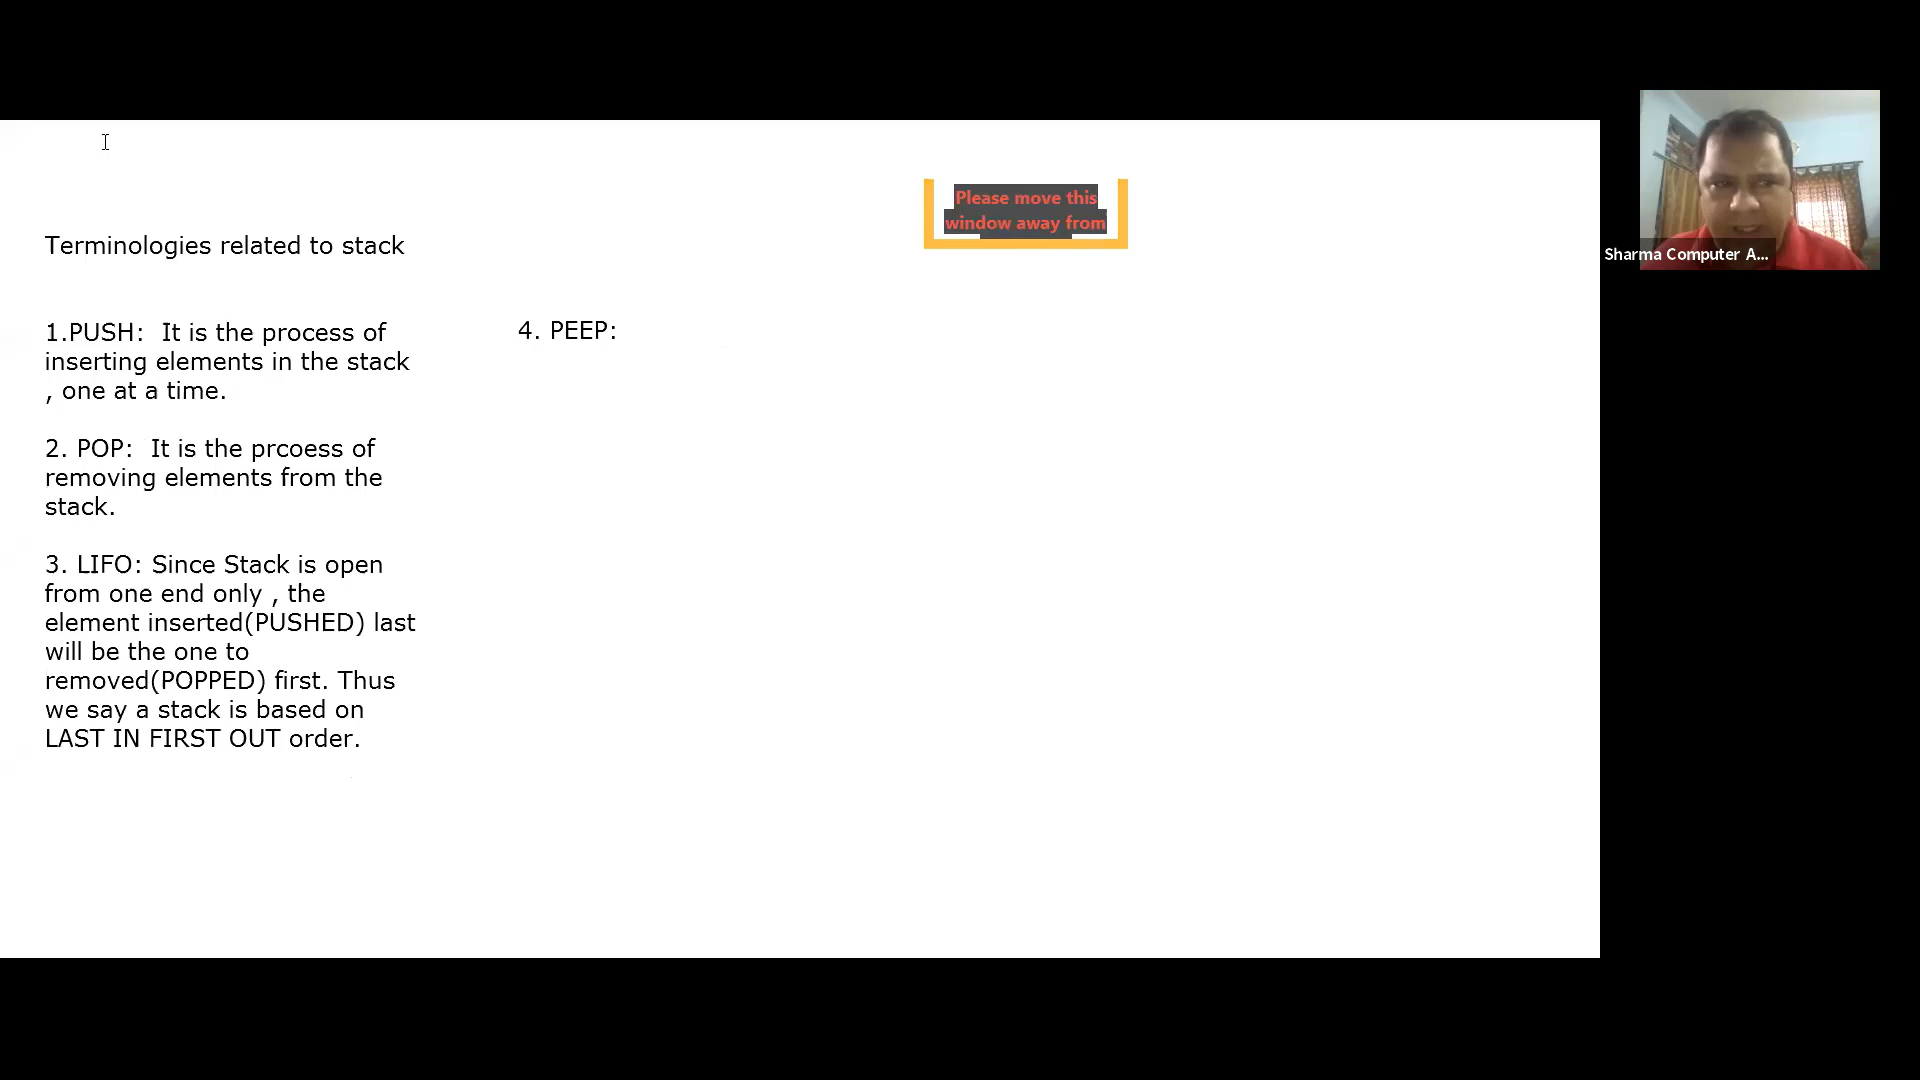 Please move this
window away from
Sharma Computer A...
Terminologies related to stack
1.PUSH:  It is the process of
inserting elements in the stack
, one at a time.
2. POP:  It is the prcoess of
removing elements from the
stack.
3. LIFO: Since Stack is open
from one end only , the
element inserted(PUSHED) last
will be the one to
removed(POPPED) first. Thus
we say a stack is based on
LAST IN FIRST OUT order.
4. PEEP: